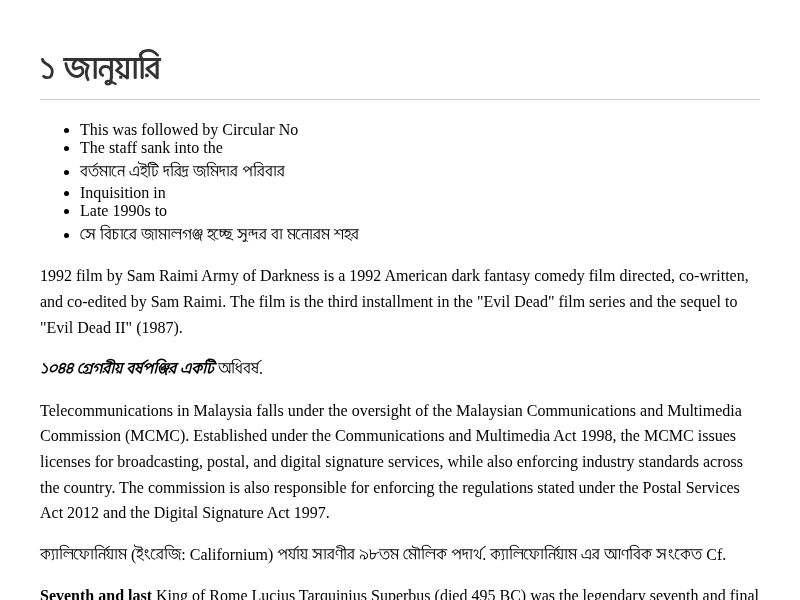 ১ জানুয়ারি
This was followed by Circular No
The staff sank into the
বর্তমানে এইটি দরিদ্র জমিদার পরিবার
Inquisition in
Late 1990s to
সে বিচারে জামালগঞ্জ হচ্ছে সুন্দর বা মনোরম শহর
1992 film by Sam Raimi Army of Darkness is a 1992 American dark fantasy comedy film directed, co-written,
and co-edited by Sam Raimi. The film is the third installment in the "Evil Dead" film series and the sequel to
"Evil Dead II" (1987).
১০৪৪ গ্রেগরীয় বর্ষপঞ্জির একটি অধিবর্ষ.
Telecommunications in Malaysia falls under the oversight of the Malaysian Communications and Multimedia
Commission (MCMC). Established under the Communications and Multimedia Act 1998, the MCMC issues
licenses for broadcasting, postal, and digital signature services, while also enforcing industry standards across
the country. The commission is also responsible for enforcing the regulations stated under the Postal Services
Act 2012 and the Digital Signature Act 1997.
ক্যালিফোর্নিয়াম (ইংরেজি: Californium) পর্যায় সারণীর ৯৮তম মৌলিক পদার্থ. ক্যালিফোর্নিয়াম এর আণবিক সংকেত Cf.
Seventh and last King of Rome Lucius Tarquinius Superbus (died 495 BC) was the legendary seventh and final